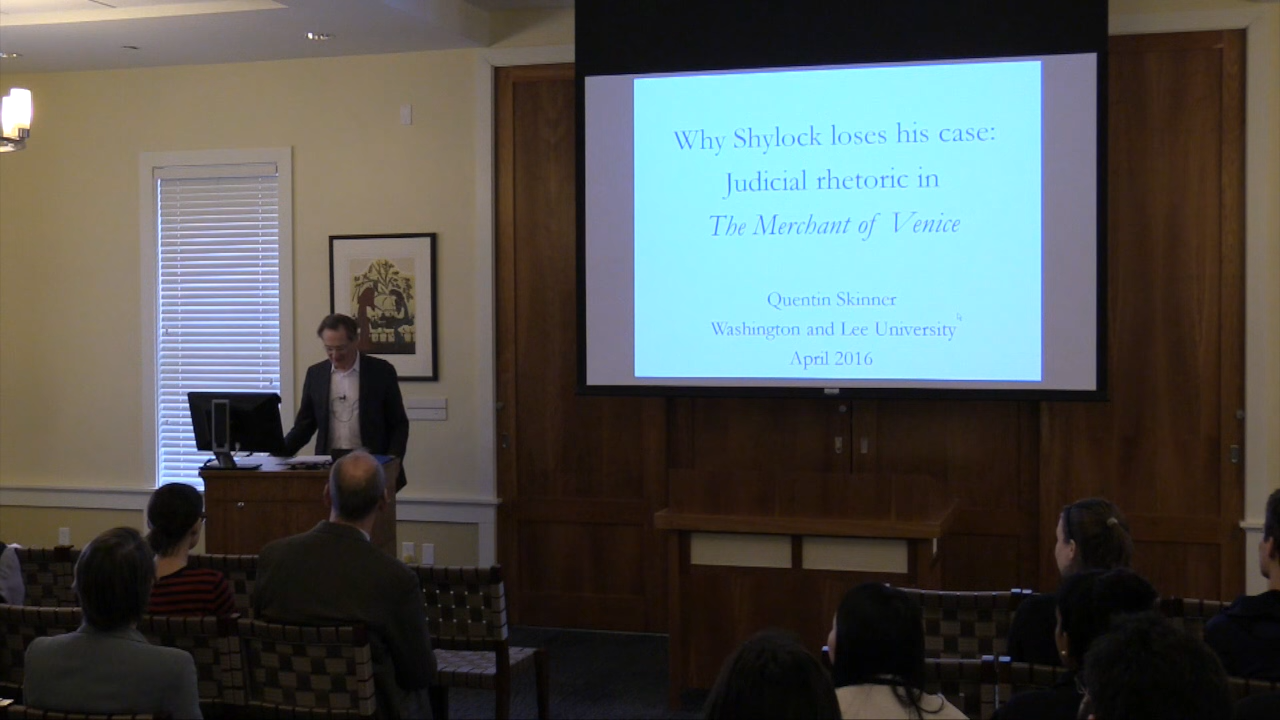 Why Shylock loses his case:
Judicial rhetoric in
The Merchant of Venice
Quentin Skinner
Washington and Lee University
April 2016